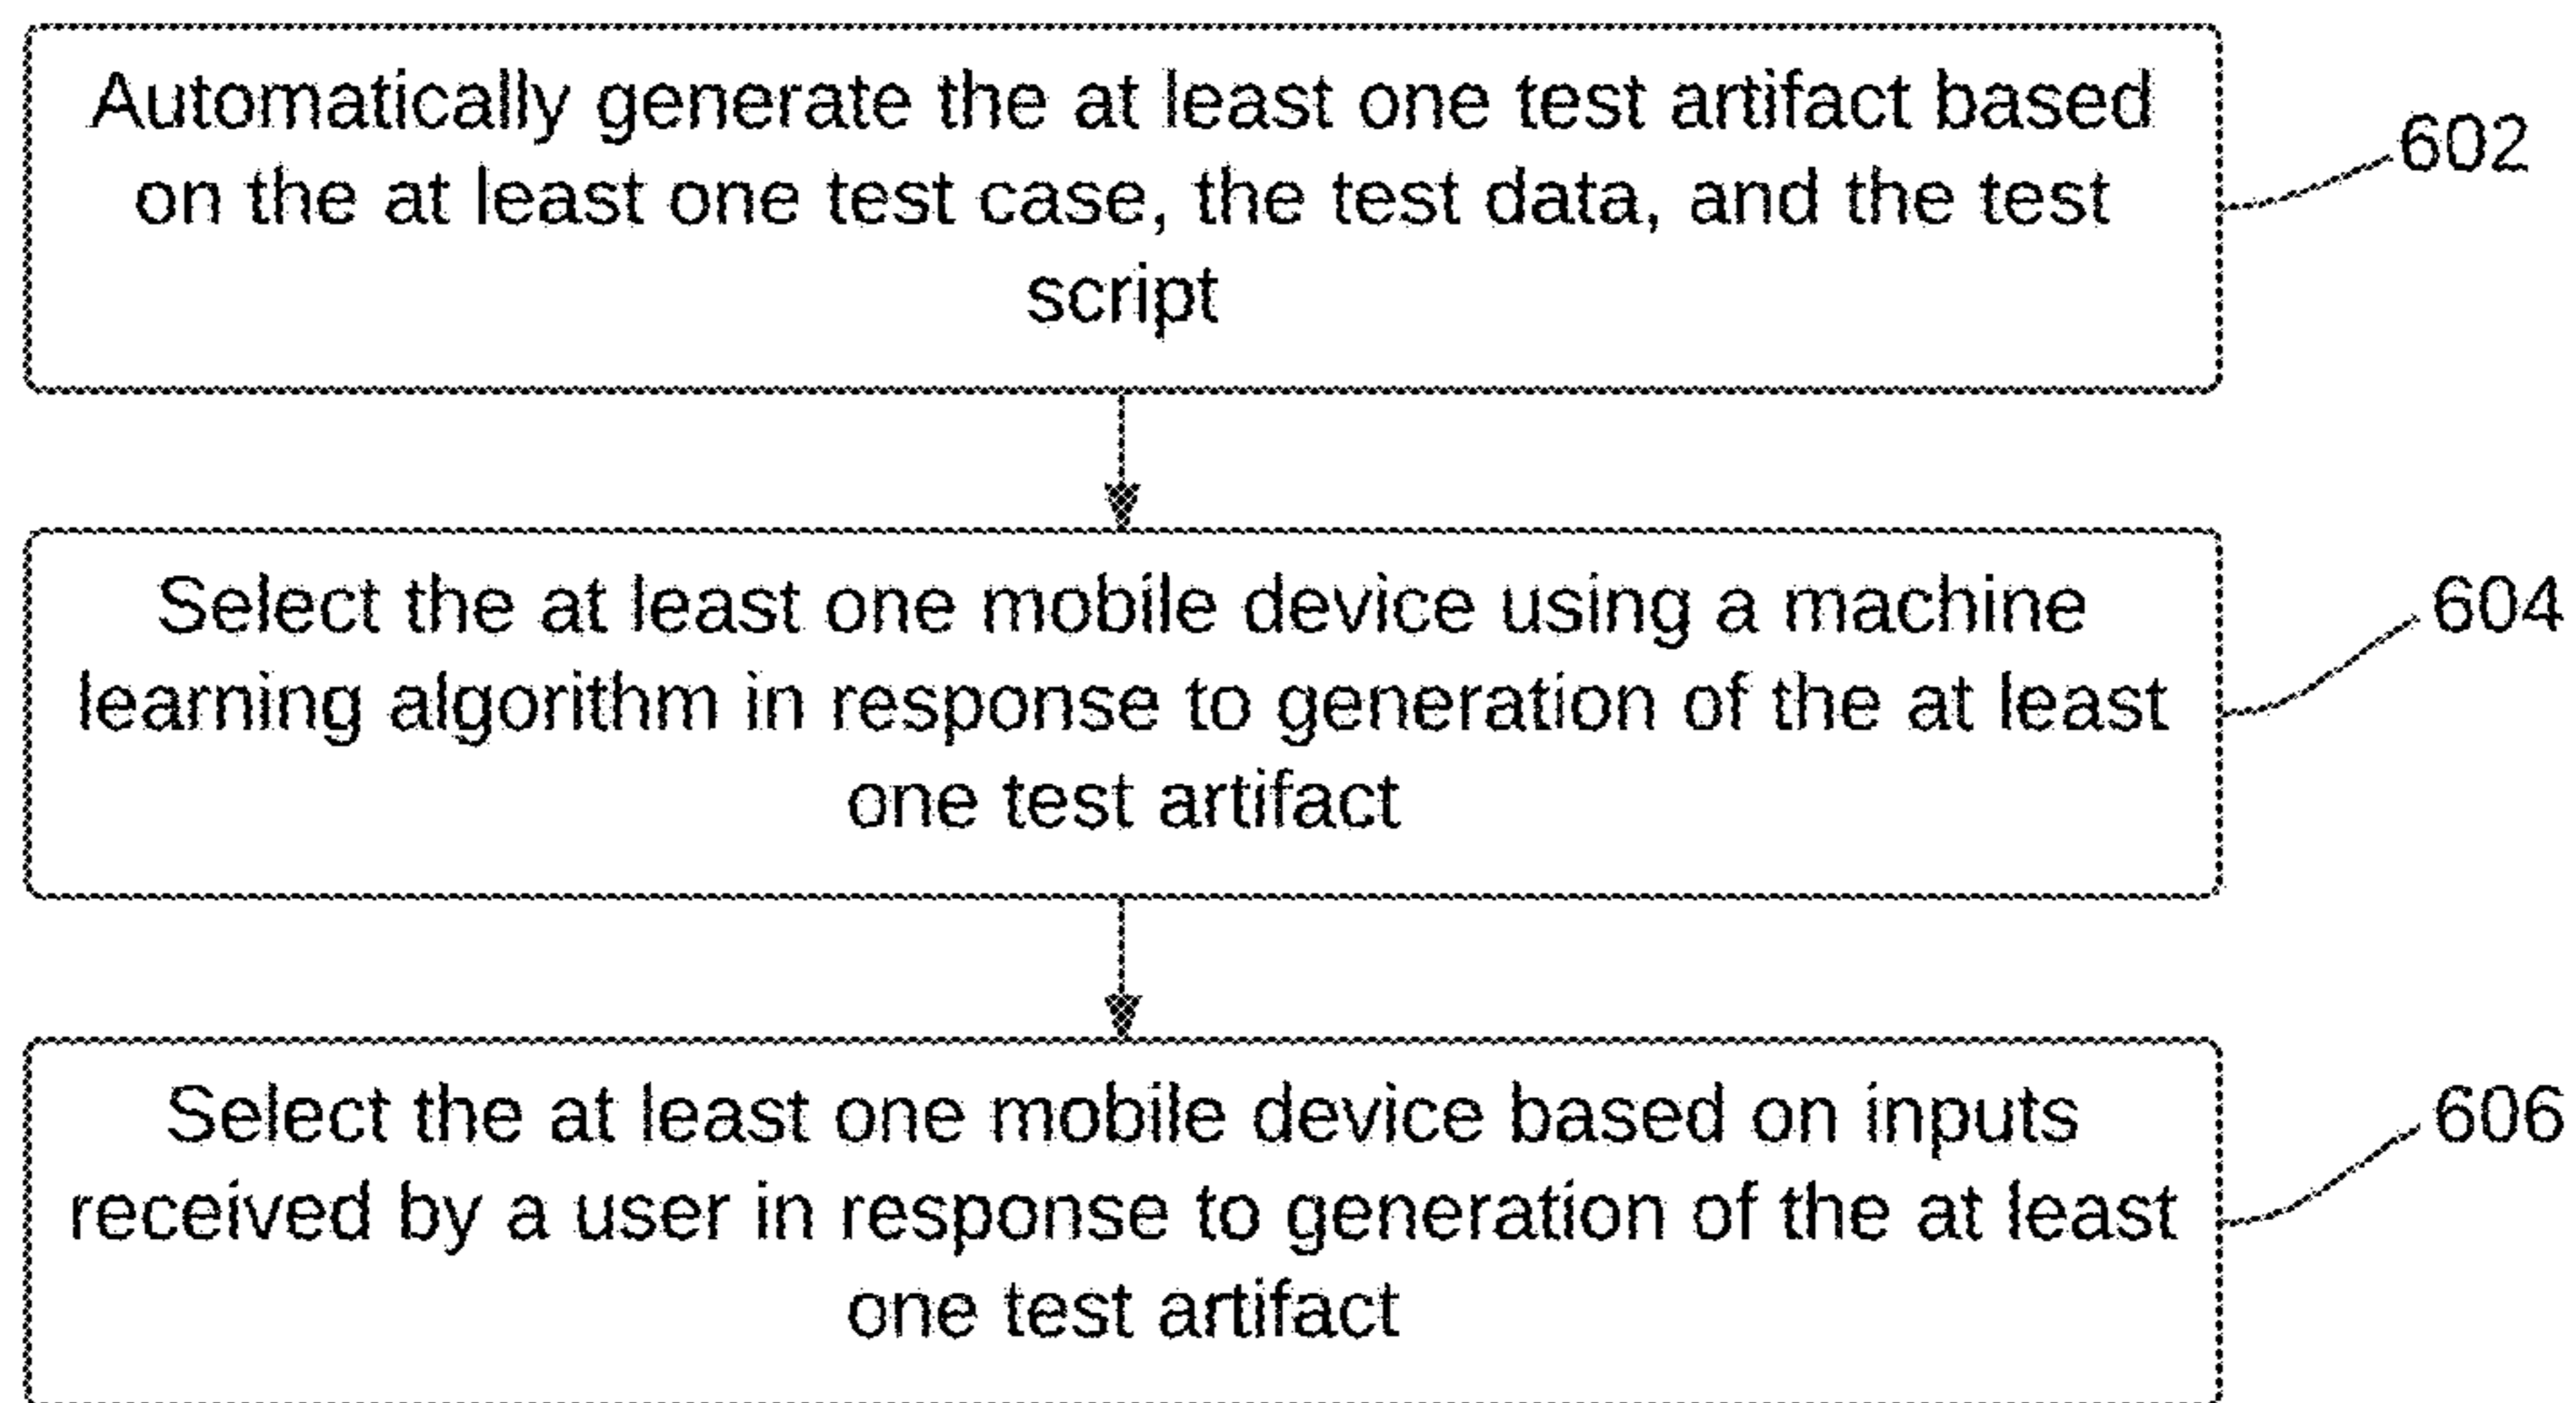 Automatically generate the at least one test artifact based
on the at least one test case, the test data, and the test
script
602
Select the at least one mobile device using a machine
learning algorithm in response to generation of the at least
one test artifact
604
Select the at least one mobile device based on inputs
received by a user in response to generation of the at least
one test artifact
606